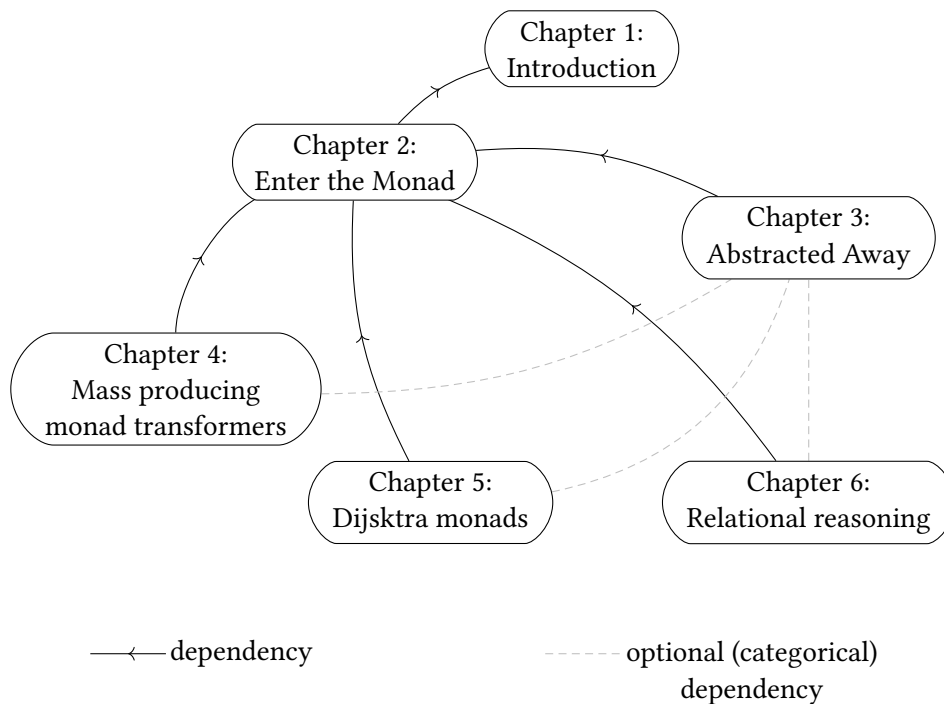 Chapter 1:
Introduction
Chapter 2:
Enter the Monad
Chapter 3:
Abstracted Away
Chapter 4:
Mass producing
monad transformers
Chapter 5:
Dijsktra monads
Chapter 6:
Relational reasoning
dependency
optional (categorical)
dependency